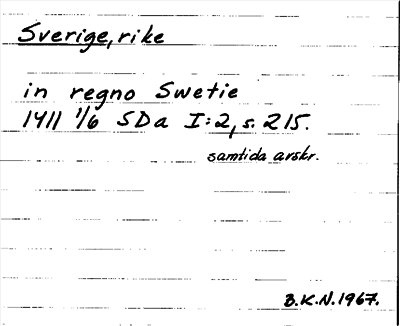 Sverige, rike
in regno Swetie
1411 1/6 SDa I:2, s. 215.
samtida avskr.
B.K.N. 1967.